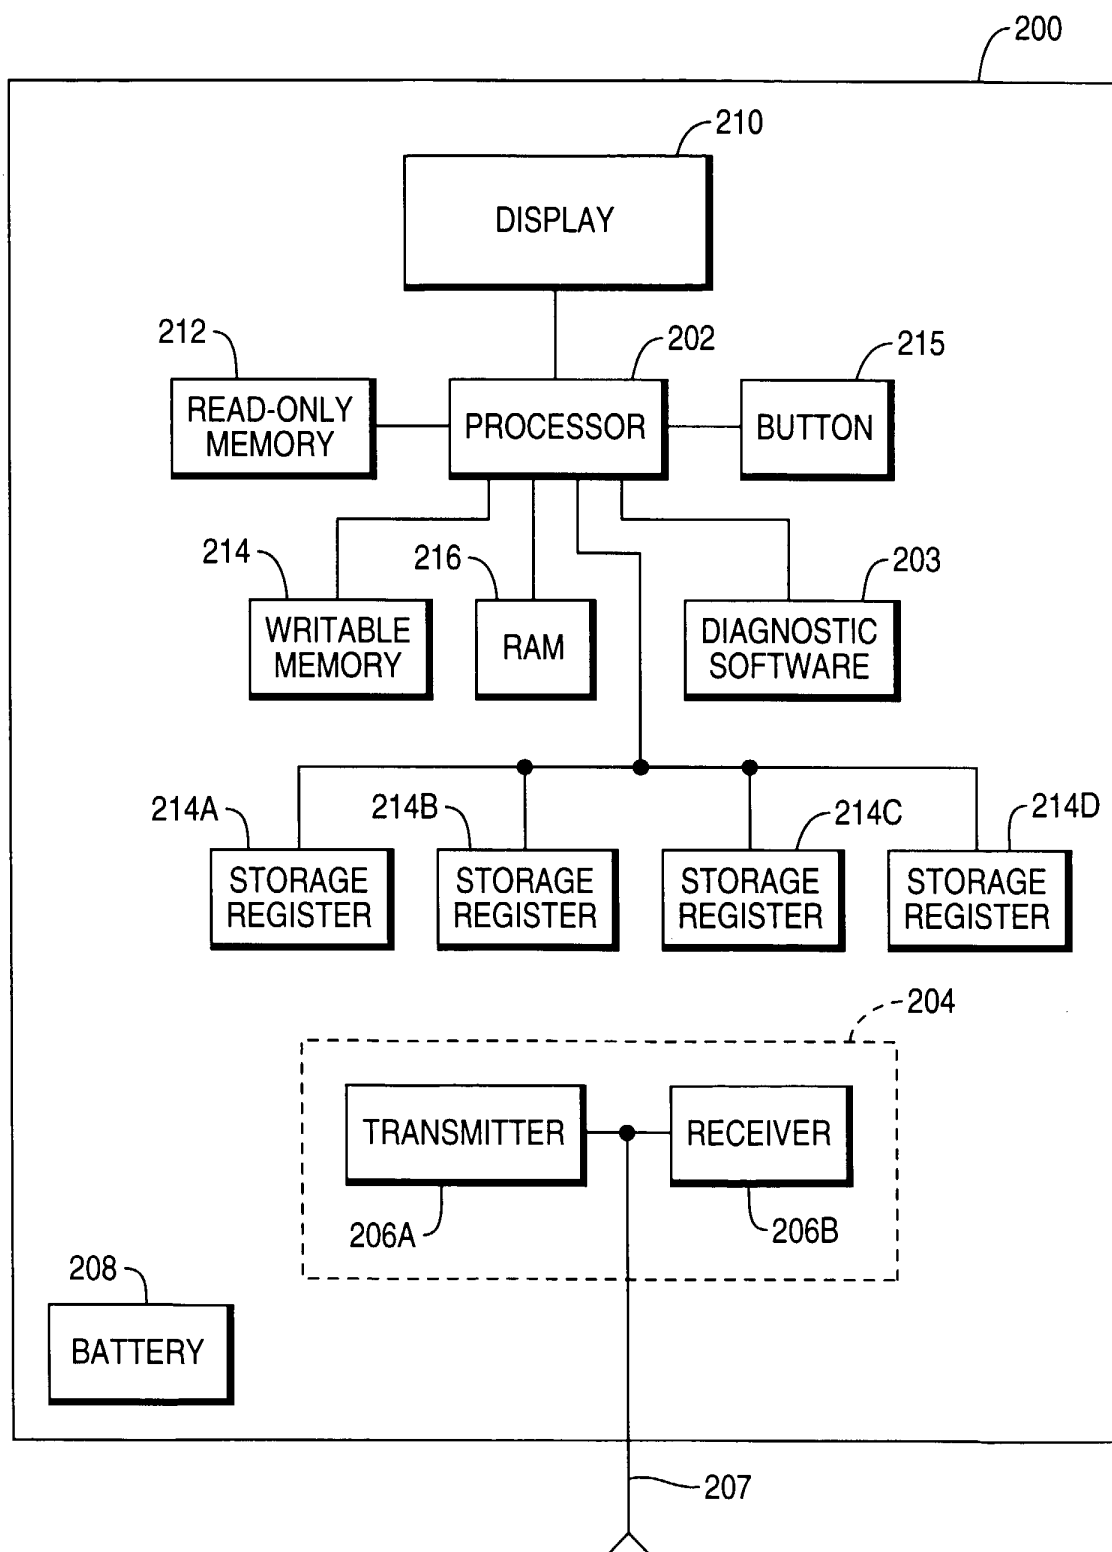 200
210
DISPLAY
212
202
215
READ-ONLY
MEMORY
PROCESSOR
BUTTON
214
216
203
WRITABLE
MEMORY
RAM
DIAGNOSTIC
SOFTWARE
214A
214B
214C
214D
STORAGE
REGISTER
STORAGE
REGISTER
STORAGE
REGISTER
STORAGE
REGISTER
204
TRANSMITTER
RECEIVER
206A
206B
208
BATTERY
207